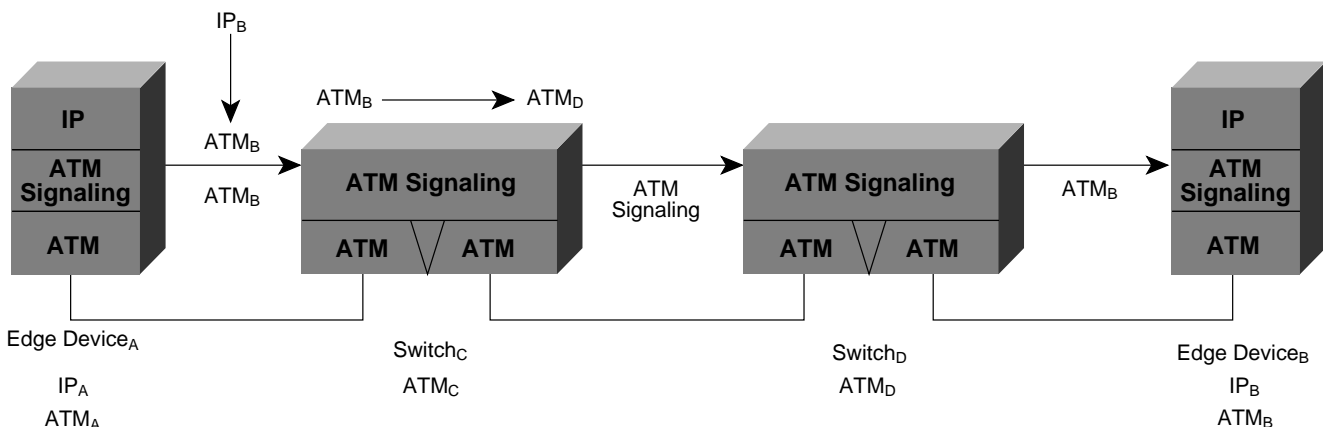 IP_B
ATM_B ATM_D
IP
ATM
Signaling
ATM
ATM_B
ATM_B
ATM Signaling
ATM ATM
ATM
Signaling
ATM Signaling
ATM ATM
ATM_B
IP
ATM
Signaling
ATM
Edge Device_A
IP_A
ATM_A
Switch_C
ATM_C
Switch_D
ATM_D
Edge Device_B
IP_B
ATM_B